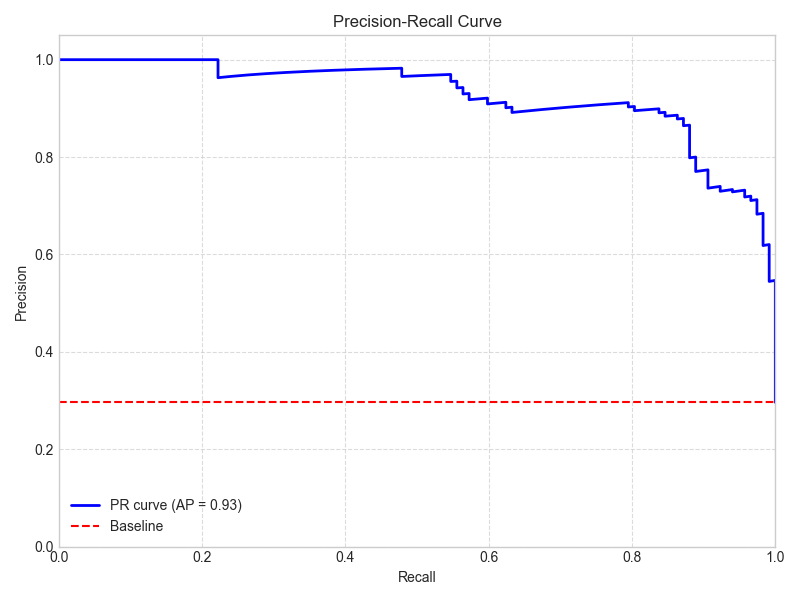 Precision-Recall Curve
1.0
0.8
0.6
0.4
0.2
0.0
Precision
PR curve (AP = 0.93)
Baseline
0.0 0.2 0.4 0.6 0.8 1.0
Recall